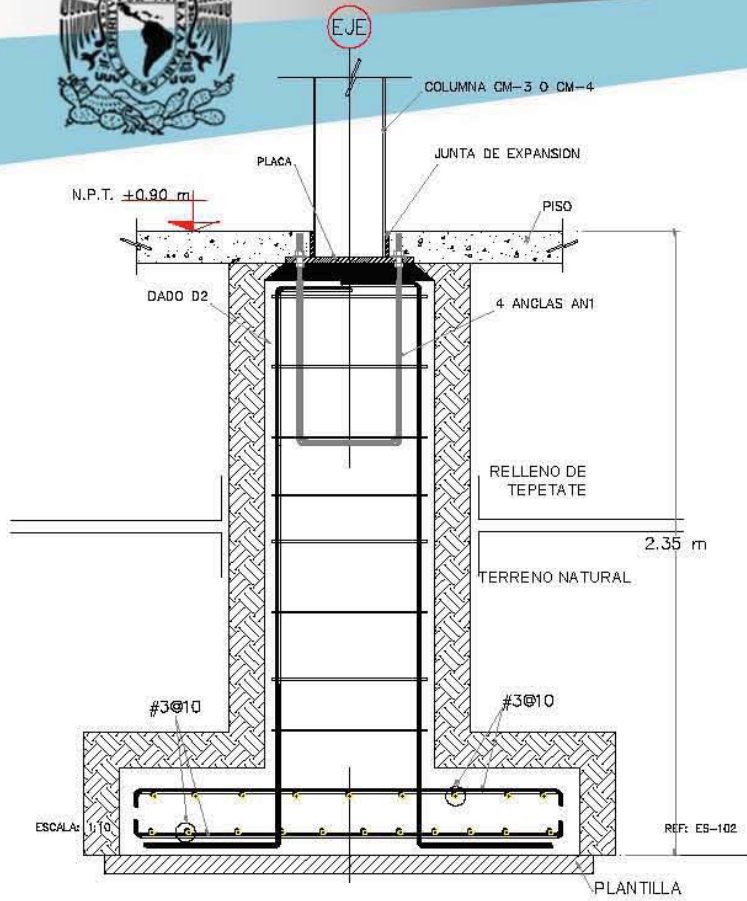 EJE
COLUMNA CM-3 O CM-4
PLACA
JUNTA DE EXPANSION
N.P.T. +0.90 m
PISO
DADO D2
4 ANCLAS AN1
RELLENO DE
TEPETATE
2.35 m
TERRENO NATURAL
#3@10
#3@10
ESCALA: 1:10
REF: ES-102
PLANTILLA